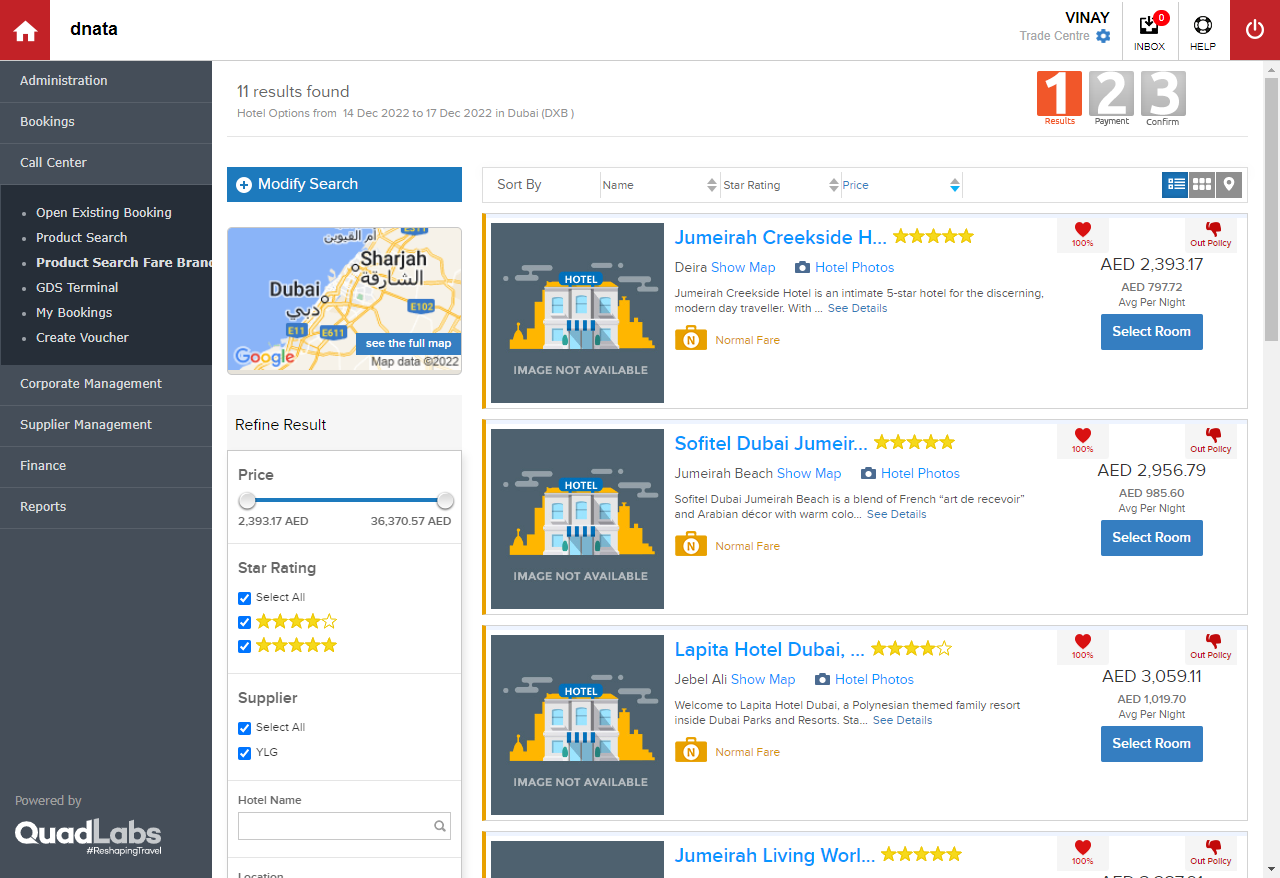 dnata
VINAY
Trade Centre
0
INBOX
HELP
Administration
Bookings
Call Center
Open Existing Booking
Product Search
Product Search Fare Brand
GDS Terminal
My Bookings
Create Voucher
Corporate Management
Supplier Management
Finance
Reports
Powered by
QuadLabs
#ReshapingTravel
11 results found
Hotel Options from 14 Dec 2022 to 17 Dec 2022 in Dubai (DXB )
1 2 3
Results Payment Confirm
Modify Search
أم القيوين
E311
Sharjah
الشارقة
Dubai
دبي
E102
E11
E611
see the full map
Google
Map data ©2022
Refine Result
Price
2,393.17 AED 36,370.57 AED
Star Rating
Select All
Supplier
Select All
YLG
Hotel Name
Location
Sort By Name Star Rating Price
HOTEL
IMAGE NOT AVAILABLE
Jumeirah Creekside H...
Deira Show Map Hotel Photos
Jumeirah Creekside Hotel is an intimate 5-star hotel for the discerning,
modern day traveller. With ... See Details
N Normal Fare
100%
Out Policy
AED 2,393.17
AED 797.72
Avg Per Night
Select Room
HOTEL
IMAGE NOT AVAILABLE
Sofitel Dubai Jumeir...
Jumeirah Beach Show Map Hotel Photos
Sofitel Dubai Jumeirah Beach is a blend of French “art de recevoir”
and Arabian décor with warm colo... See Details
N Normal Fare
100%
Out Policy
AED 2,956.79
AED 985.60
Avg Per Night
Select Room
HOTEL
IMAGE NOT AVAILABLE
Lapita Hotel Dubai, ...
Jebel Ali Show Map Hotel Photos
Welcome to Lapita Hotel Dubai, a Polynesian themed family resort
inside Dubai Parks and Resorts. Sta... See Details
N Normal Fare
100%
Out Policy
AED 3,059.11
AED 1,019.70
Avg Per Night
Select Room
Jumeirah Living Worl...
100%
Out Policy